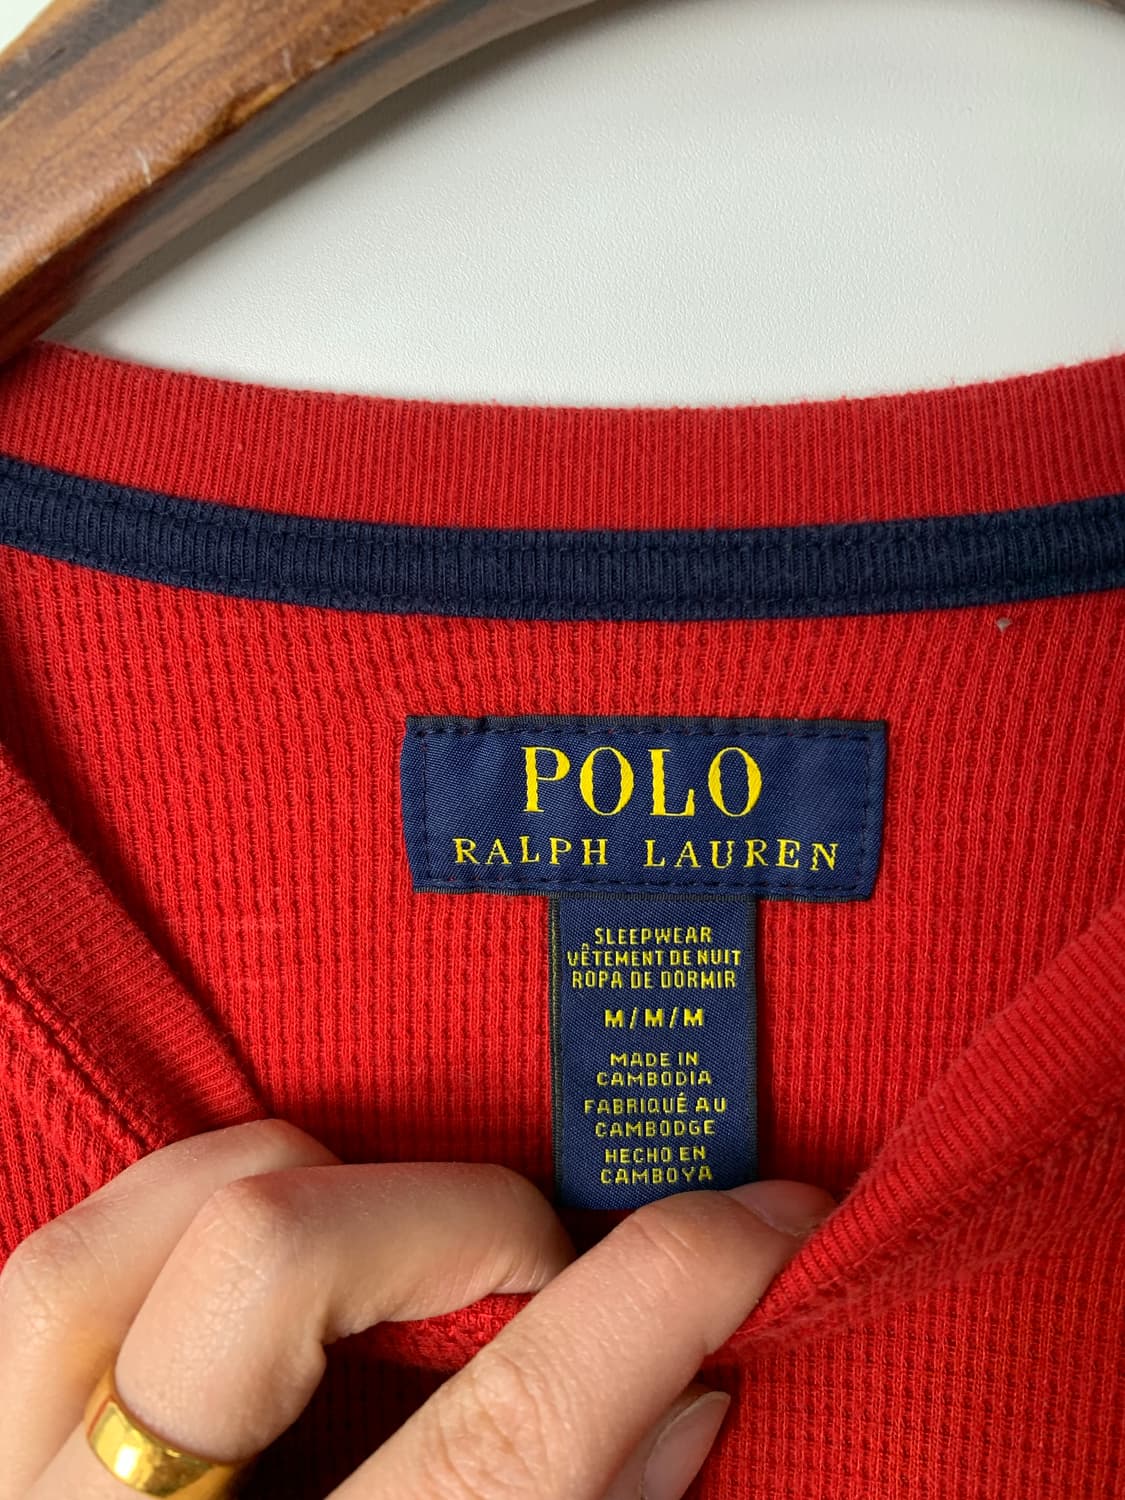 POLO
RALPH LAUREN
SLEEPWEAR
VÊTEMENT DE NUIT
ROPA DE DORMIR
M/M/M
MADE IN
CAMBODIA
FABRIQUÉ AU
CAMBODGE
HECHO EN
CAMBOYA